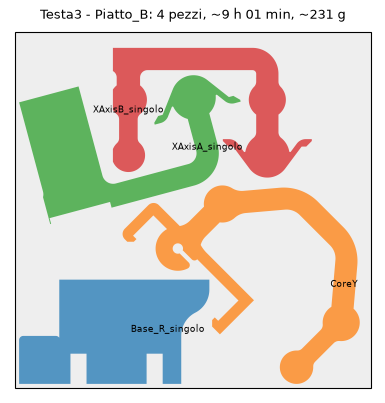 Testa3 - Piatto_B: 4 pezzi, ~9 h 01 min, ~231 g
XAxisB_singolo
XAxisA_singolo
CoreY
Base_R_singolo